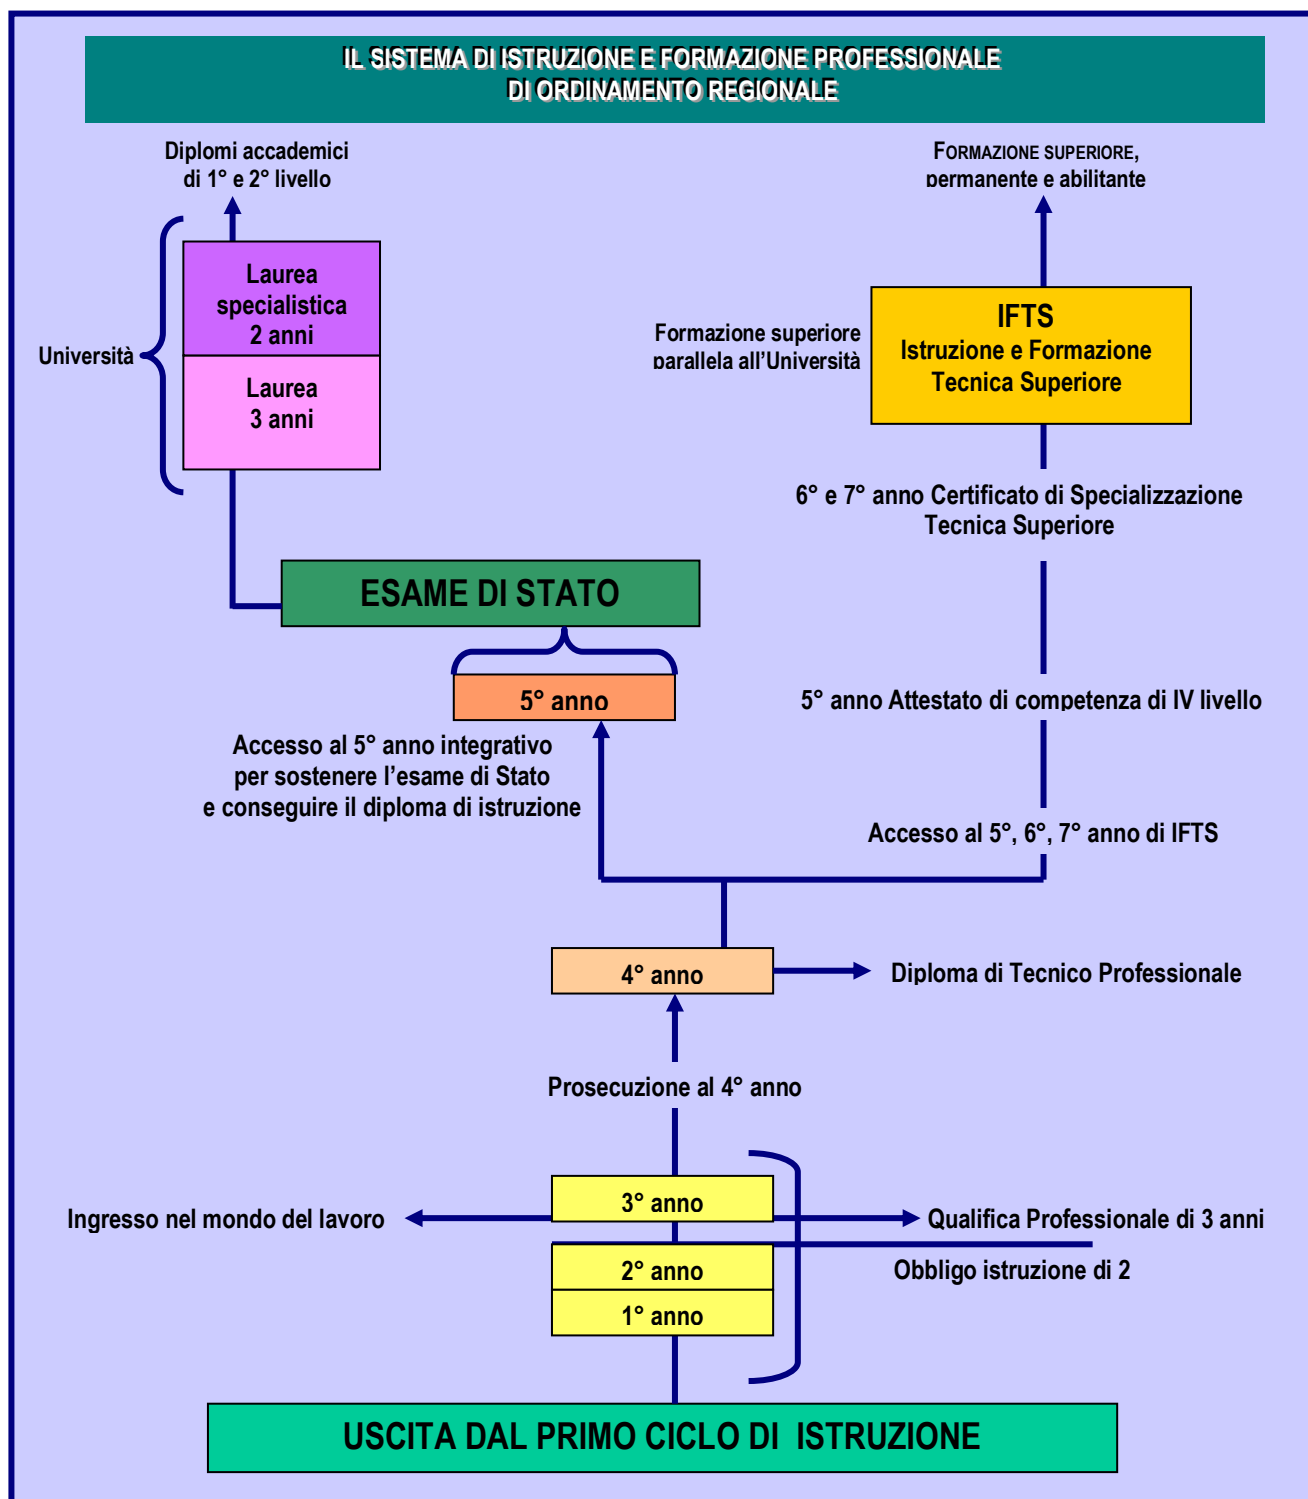 IL SISTEMA DI ISTRUZIONE E FORMAZIONE PROFESSIONALE
DI ORDINAMENTO REGIONALE
Diplomi accademici
di 1° e 2° livello
FORMAZIONE SUPERIORE,
permanente e abilitante
Laurea
specialistica
2 anni
Università
Laurea
3 anni
Formazione superiore
parallela all'Università
IFTS
Istruzione e Formazione
Tecnica Superiore
6° e 7° anno Certificato di Specializzazione
Tecnica Superiore
ESAME DI STATO
5° anno
5° anno Attestato di competenza di IV livello
Accesso al 5° anno integrativo
per sostenere l'esame di Stato
e conseguire il diploma di istruzione
Accesso al 5°, 6°, 7° anno di IFTS
4° anno
Diploma di Tecnico Professionale
Prosecuzione al 4° anno
3° anno
Ingresso nel mondo del lavoro
Qualifica Professionale di 3 anni
2° anno
Obbligo istruzione di 2
1° anno
USCITA DAL PRIMO CICLO DI ISTRUZIONE